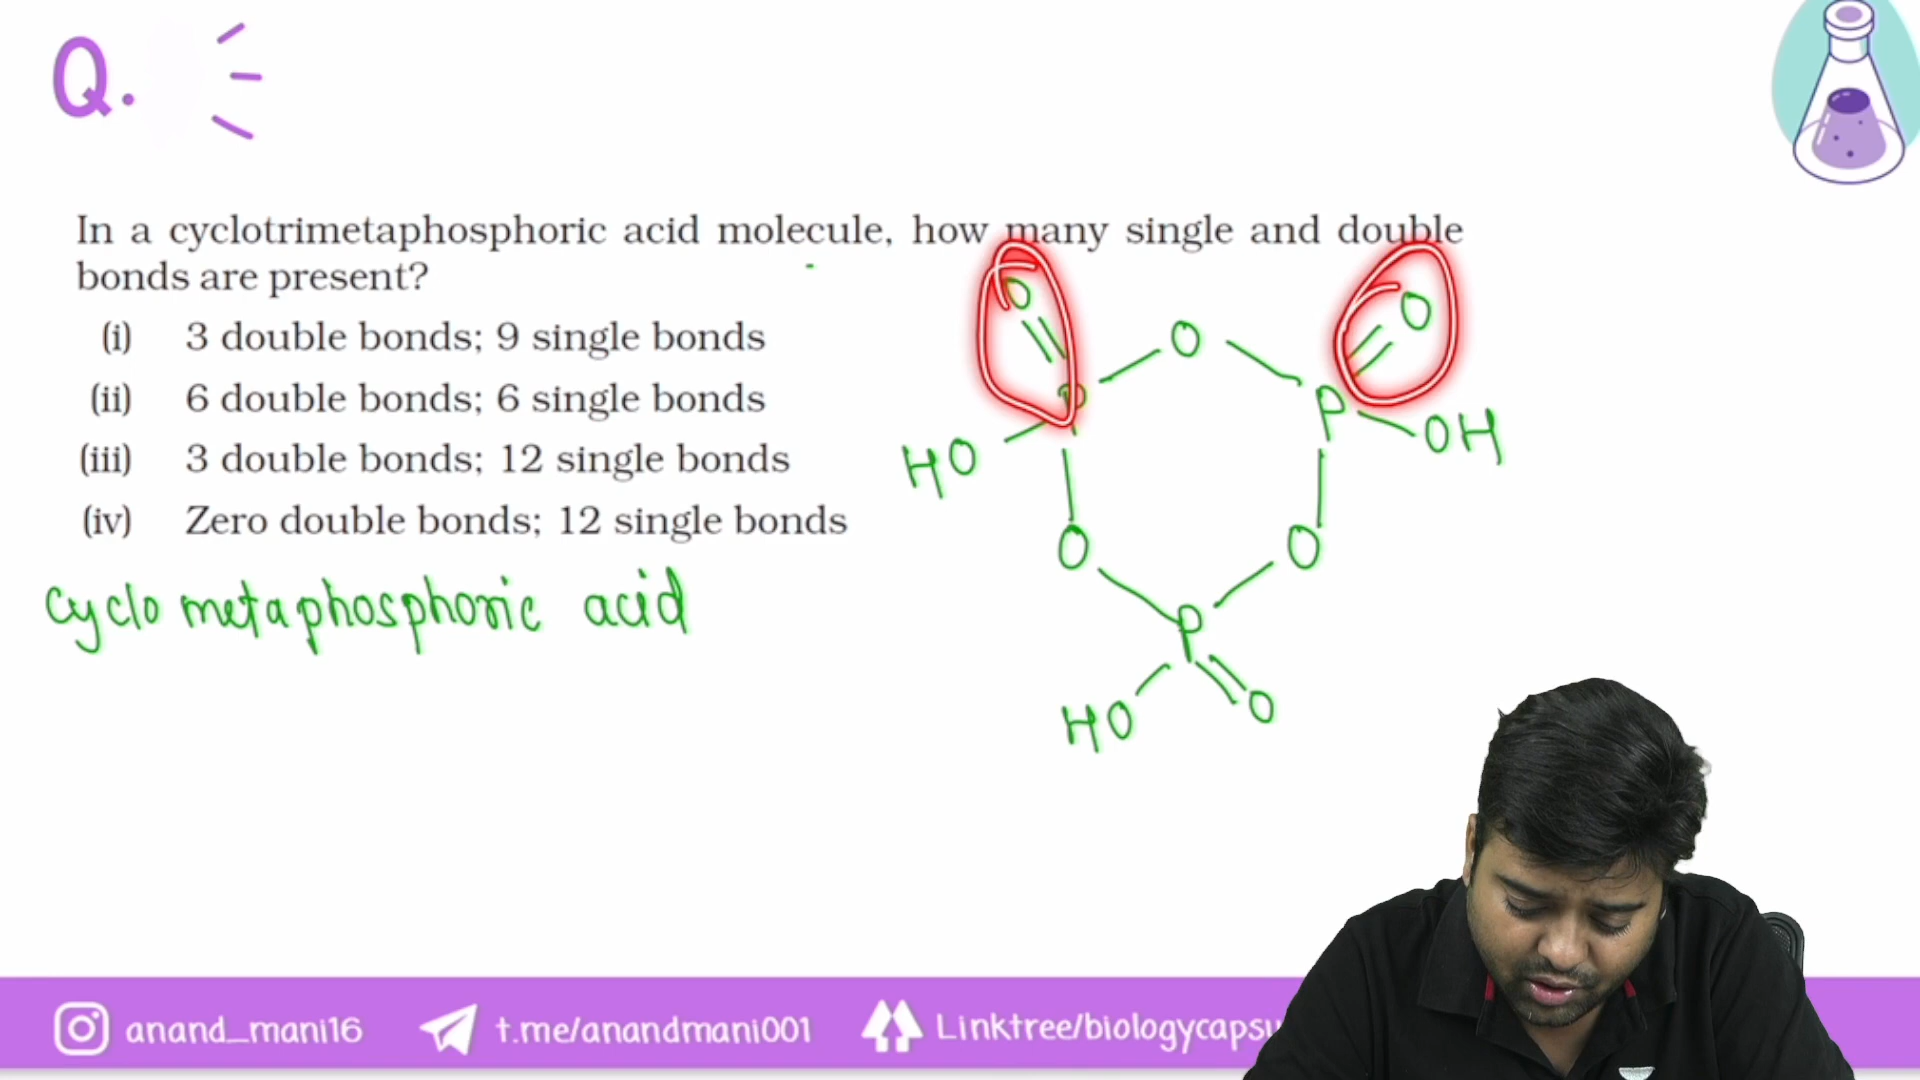 Q.
In a cyclotrimetaphosphoric acid molecule, how many single and double
bonds are present?
(i) 3 double bonds; 9 single bonds
(ii) 6 double bonds; 6 single bonds
(iii) 3 double bonds; 12 single bonds
(iv) Zero double bonds; 12 single bonds
cyclo metaphosphoric acid
O
O
O
P
P
OH
HO
O
O
P
HO
O
anand_mani16
t.me/anandmani001